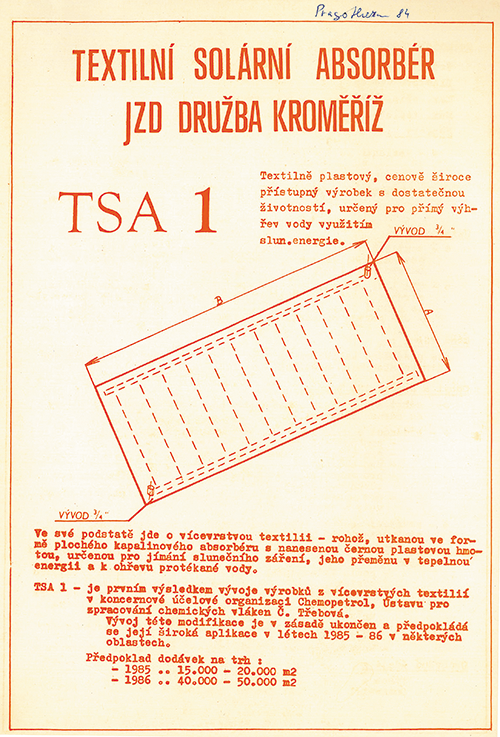 Prago 84
TEXTILNÍ SOLÁRNÍ ABSORBÉR
JZD DRUŽBA KROMĚŘÍŽ
TSA 1
Textilně plastový, cenově široce
přístupný výrobek s dostatečnou
životností, určený pro přímý výh-
řev vody využitím
slun.energie.
VÝVOD ¾"
B
A
VÝVOD ¾"
Ve své podstatě jde o vícevrstvou textilii - rohož, utkanou ve for-
mě plochého kapalinového absorbéru s nanesenou černou plastovou hmo-
tou, určenou pro jímání slunečního záření, jeho přeměnu v tepelnou
energii a k ohřevu protékané vody.
TSA 1 - je prvním výsledkem vývoje výrobků z vícevrstvých textilií
v koncernové účelové organizaci Chemopetrol, Ústavu pro
zpracování chemických vláken Č. Třebová.
Vývoj této modifikace je v zásadě ukončen a předpokládá
se její široká aplikace v létech 1985 - 86 v některých
oblastech.
Předpoklad dodávek na trh :
- 1985 .. 15.000 - 20.000 m2
- 1986 .. 40.000 - 50.000 m2